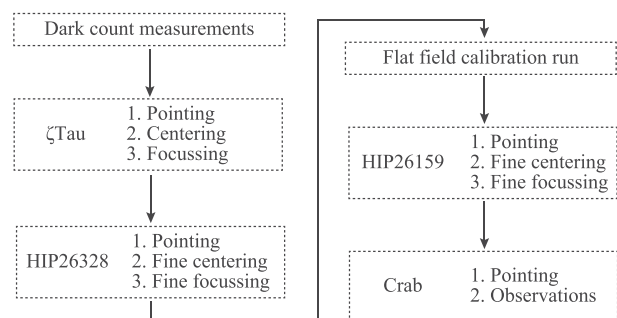 Dark count measurements
ζTau
1. Pointing
2. Centering
3. Focussing
HIP26328
1. Pointing
2. Fine centering
3. Fine focussing
Flat field calibration run
HIP26159
1. Pointing
2. Fine centering
3. Fine focussing
Crab
1. Pointing
2. Observations